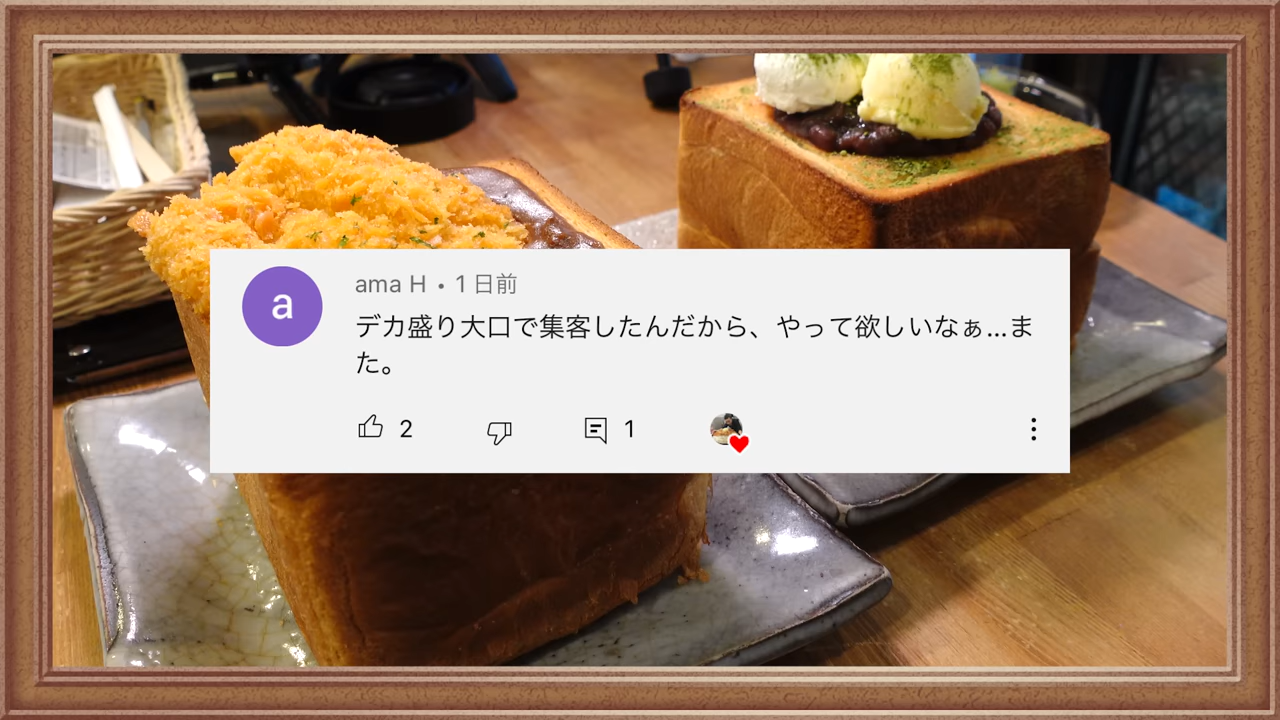 a
ama H • 1 日前
デカ盛り大口で集客したんだから、やって欲しいなぁ…ま
た。
2
1